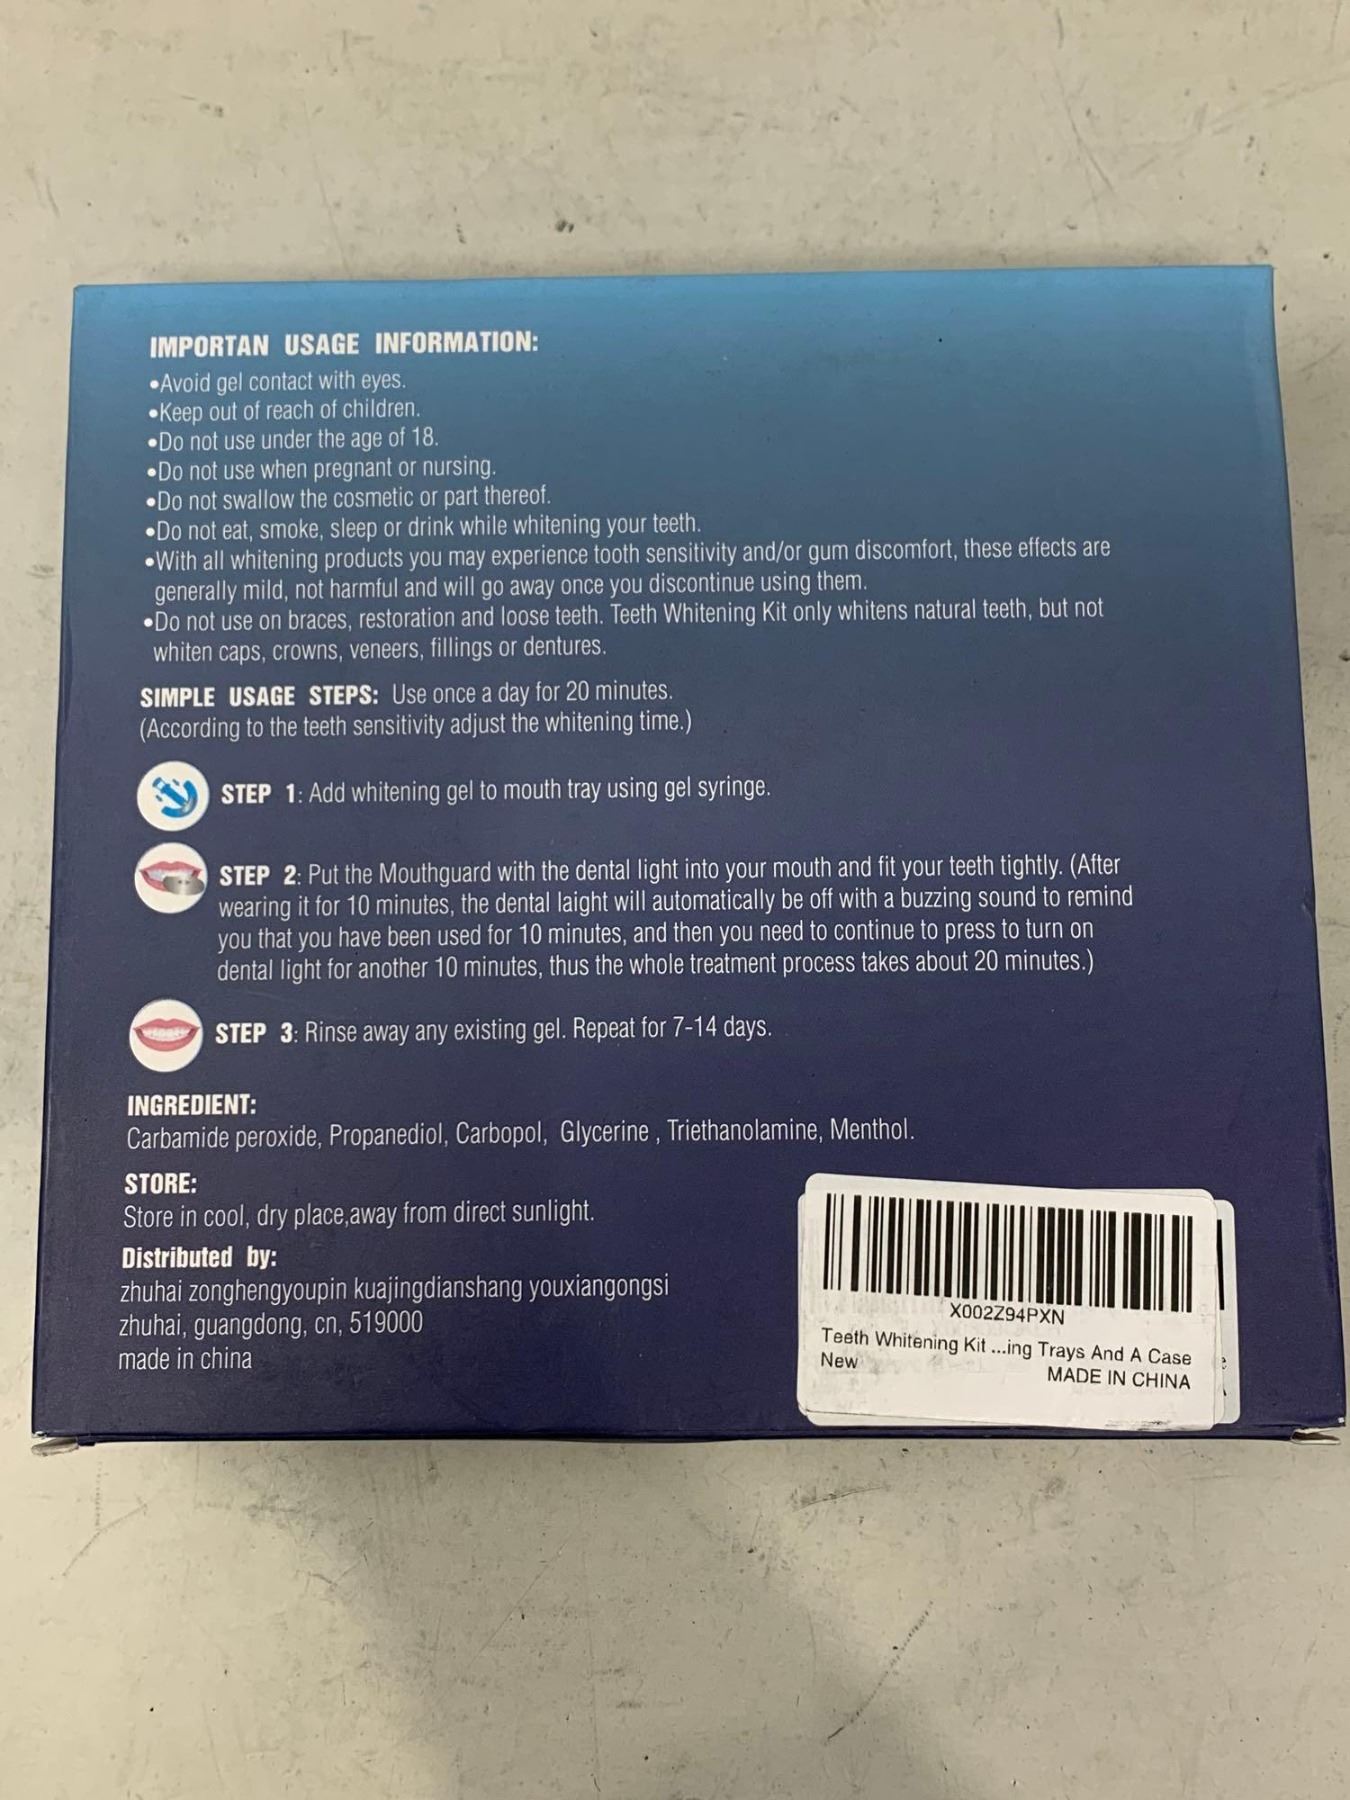 IMPORTAN USAGE INFORMATION:
•Avoid gel contact with eyes.
•Keep out of reach of children.
•Do not use under the age of 18.
•Do not use when pregnant or nursing.
•Do not swallow the cosmetic or part thereof.
•Do not eat, smoke, sleep or drink while whitening your teeth.
•With all whitening products you may experience tooth sensitivity and/or gum discomfort, these effects are
generally mild, not harmful and will go away once you discontinue using them.
•Do not use on braces, restoration and loose teeth. Teeth Whitening Kit only whitens natural teeth, but not
whiten caps, crowns, veneers, fillings or dentures.
SIMPLE USAGE STEPS: Use once a day for 20 minutes.
(According to the teeth sensitivity adjust the whitening time.)
STEP 1: Add whitening gel to mouth tray using gel syringe.
STEP 2: Put the Mouthguard with the dental light into your mouth and fit your teeth tightly. (After
wearing it for 10 minutes, the dental laight will automatically be off with a buzzing sound to remind
you that you have been used for 10 minutes, and then you need to continue to press to turn on
dental light for another 10 minutes, thus the whole treatment process takes about 20 minutes.)
STEP 3: Rinse away any existing gel. Repeat for 7-14 days.
INGREDIENT:
Carbamide peroxide, Propanediol, Carbopol, Glycerine , Triethanolamine, Menthol.
STORE:
Store in cool, dry place,away from direct sunlight.
Distributed by:
zhuhai zonghengyoupin kuajingdianshang youxiangongsi
zhuhai, guangdong, cn, 519000
made in china
X002Z94PXN
Teeth Whitening Kit ...ing Trays And A Case
New
MADE IN CHINA